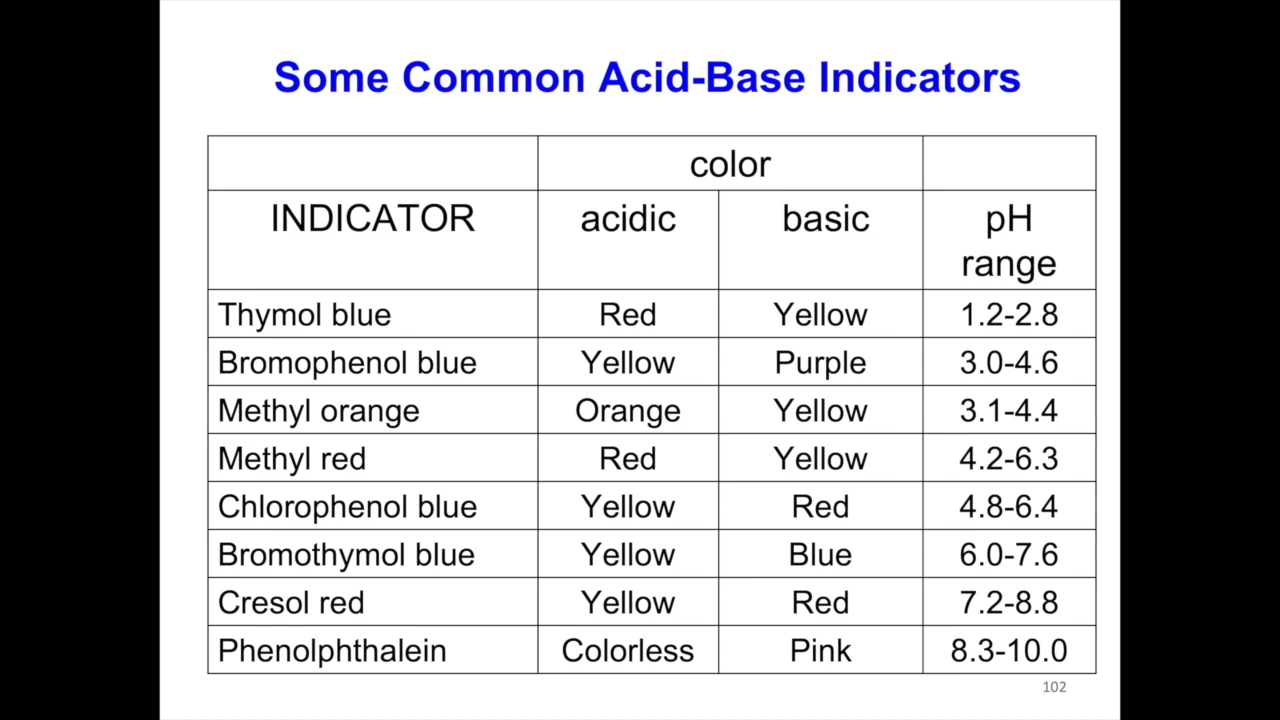 Some Common Acid-Base Indicators
color
INDICATOR acidic basic pH
range
Thymol blue Red Yellow 1.2-2.8
Bromophenol blue Yellow Purple 3.0-4.6
Methyl orange Orange Yellow 3.1-4.4
Methyl red Red Yellow 4.2-6.3
Chlorophenol blue Yellow Red 4.8-6.4
Bromothymol blue Yellow Blue 6.0-7.6
Cresol red Yellow Red 7.2-8.8
Phenolphthalein Colorless Pink 8.3-10.0
102